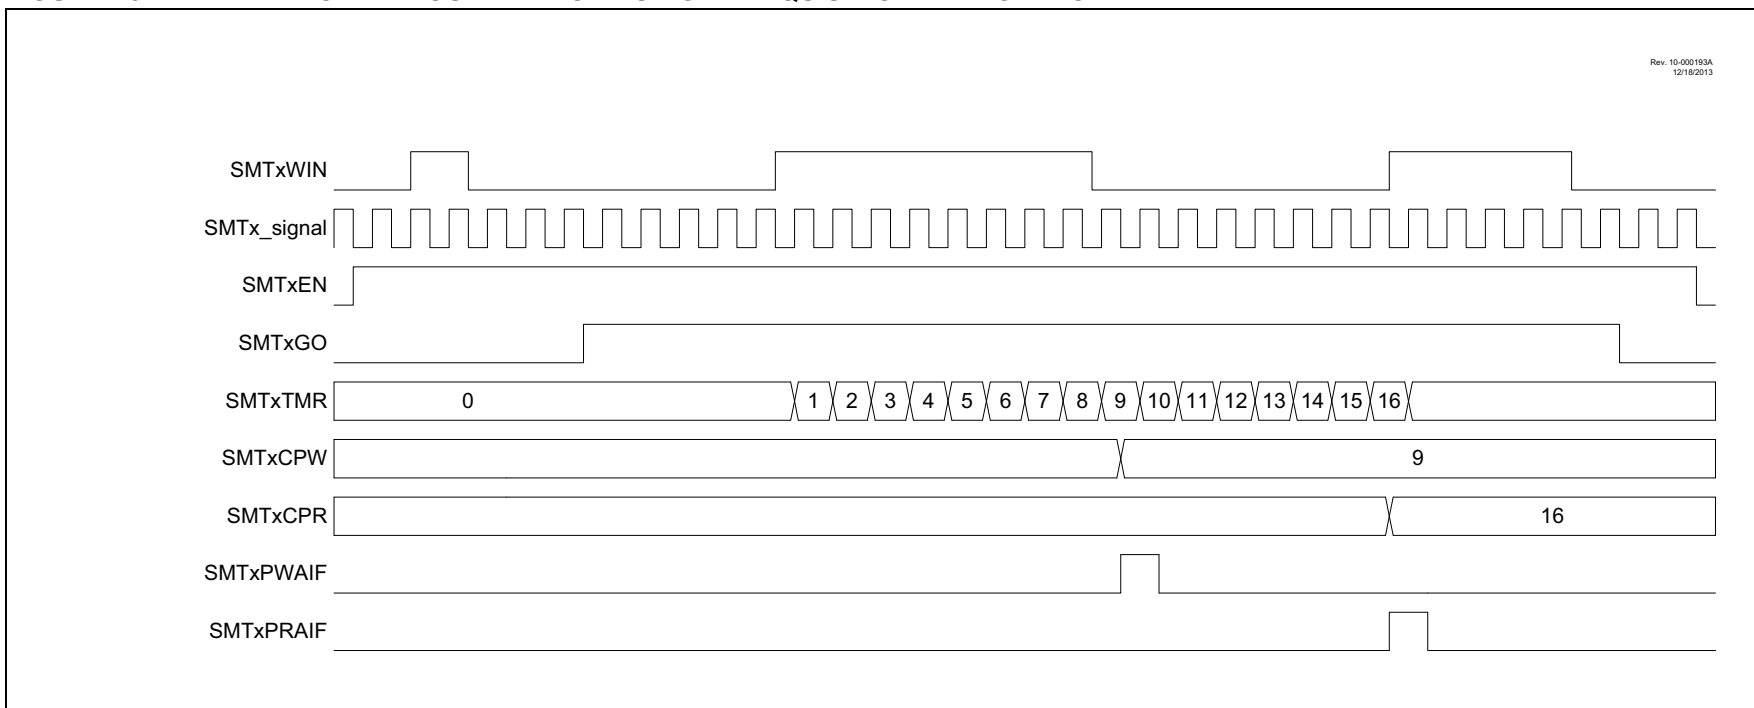 Rev. 10-000193A
12/18/2013
SMTxWIN
SMTx_signal
SMTxEN
SMTxGO
SMTxTMR 0 1 2 3 4 5 6 7 8 9 10 11 12 13 14 15 16
SMTxCPW 9
SMTxCPR 16
SMTxPWAIF
SMTxPRAIF